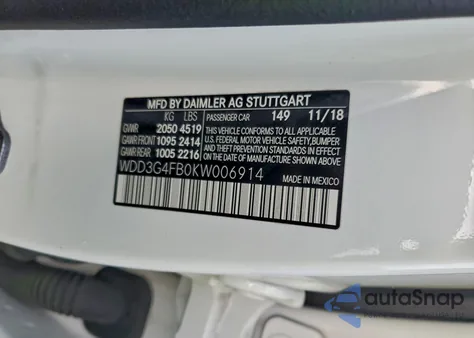 MFD BY DAIMLER AG STUTTGART
KG LBS PASSENGER CAR 149 11/18
GVWR 2050 4519 THIS VEHICLE CONFORMS TO ALL APPLICABLE
GAWR FRONT 1095 2414 U.S. FEDERAL MOTOR VEHICLE SAFETY, BUMPER
GAWR REAR 1005 2216 AND THEFT PREVENTION STANDARDS IN EFFECT ON THE DATE OF MANUFACTURE SHOWN ABOVE.
WDD3G4FB0KW006914 MADE IN MEXICO
autoSnap